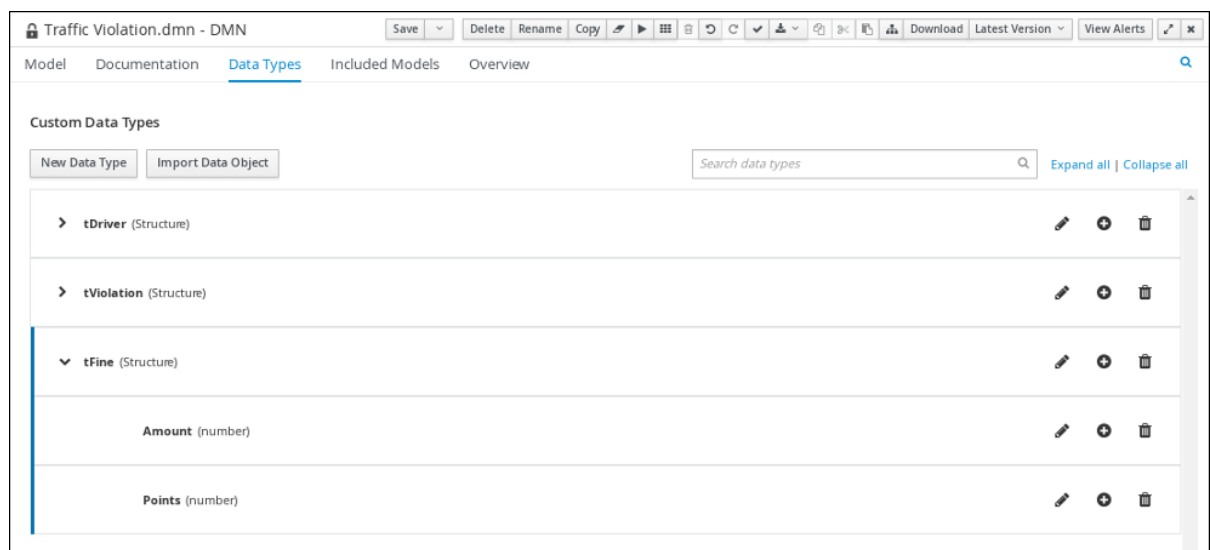 Traffic Violation.dmn - DMN Save Delete Rename Copy Download Latest Version View Alerts
Model Documentation Data Types Included Models Overview
Custom Data Types
New Data Type Import Data Object Search data types Expand all | Collapse all
tDriver (Structure)
tViolation (Structure)
tFine (Structure)
Amount (number)
Points (number)